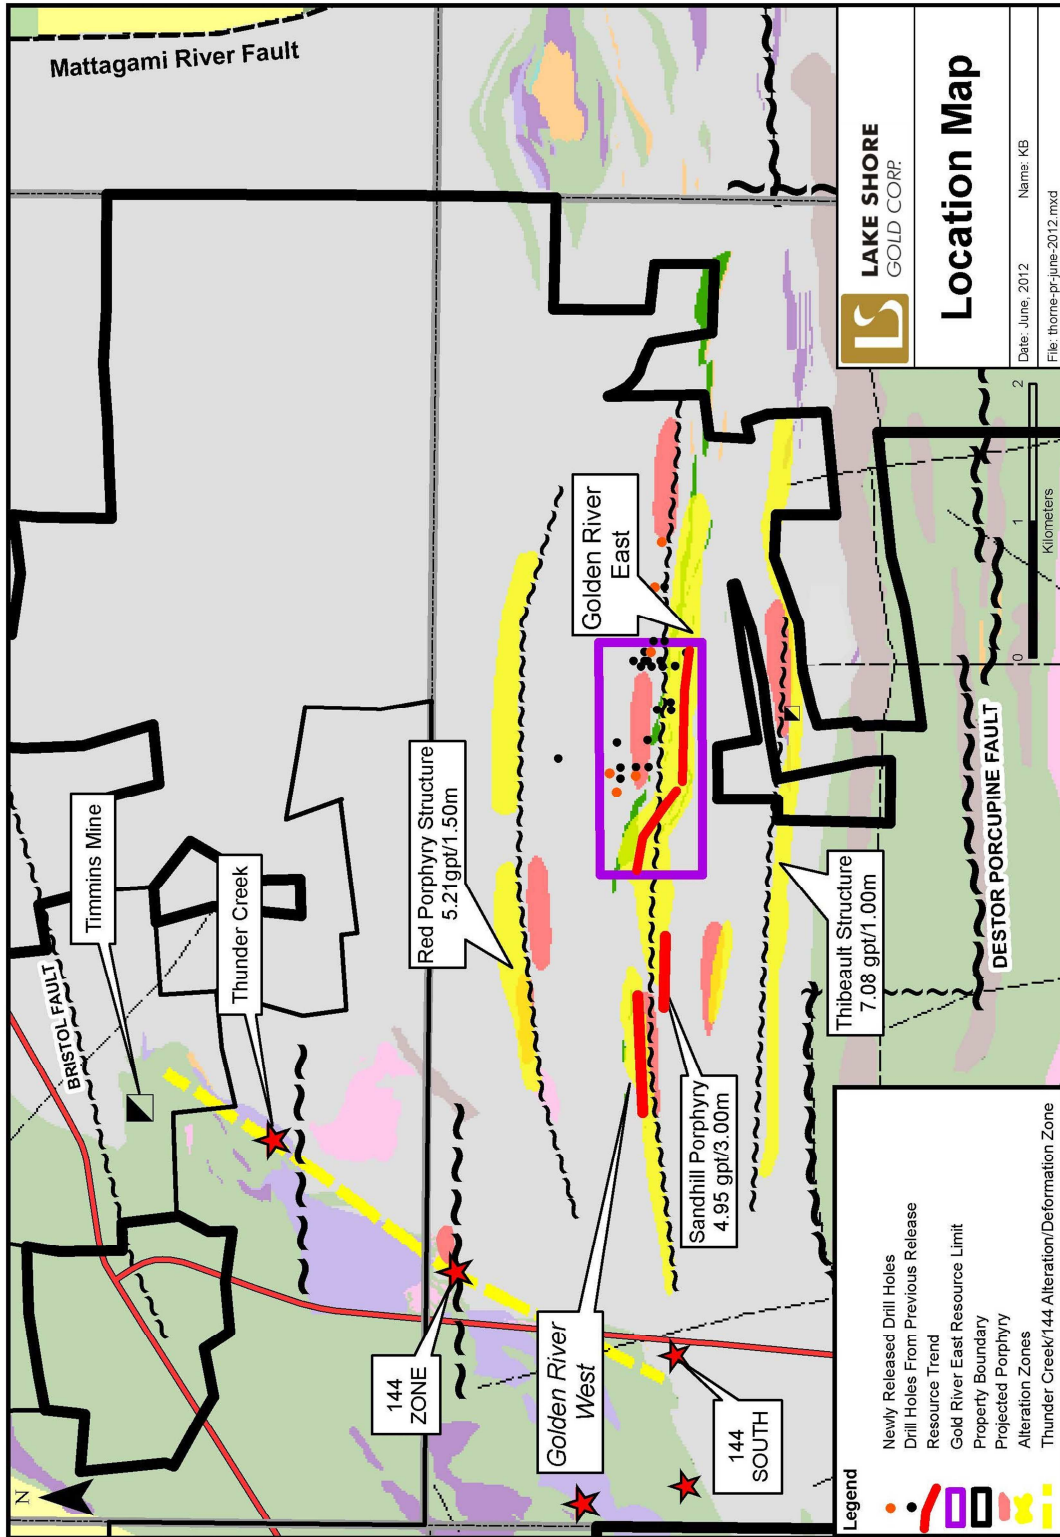 N
Mattagami River Fault
BRISTOL FAULT
Timmins Mine
Thunder Creek
144
ZONE
Red Porphyry Structure
5.21gpt/1.50m
Golden River
East
Golden River
West
Sandhill Porphyry
4.95 gpt/3.00m
144
SOUTH
Thibeault Structure
7.08 gpt/1.00m
DESTOR PORCUPINE FAULT
Legend
Newly Released Drill Holes
Drill Holes From Previous Release
Resource Trend
Gold River East Resource Limit
Property Boundary
Projected Porphyry
Alteration Zones
Thunder Creek/144 Alteration/Deformation Zone
0 1 2
Kilometers
LS
LAKE SHORE
GOLD CORP.
Location Map
Date: June, 2012 Name: KB
File: thorne-pr-june-2012.mxd